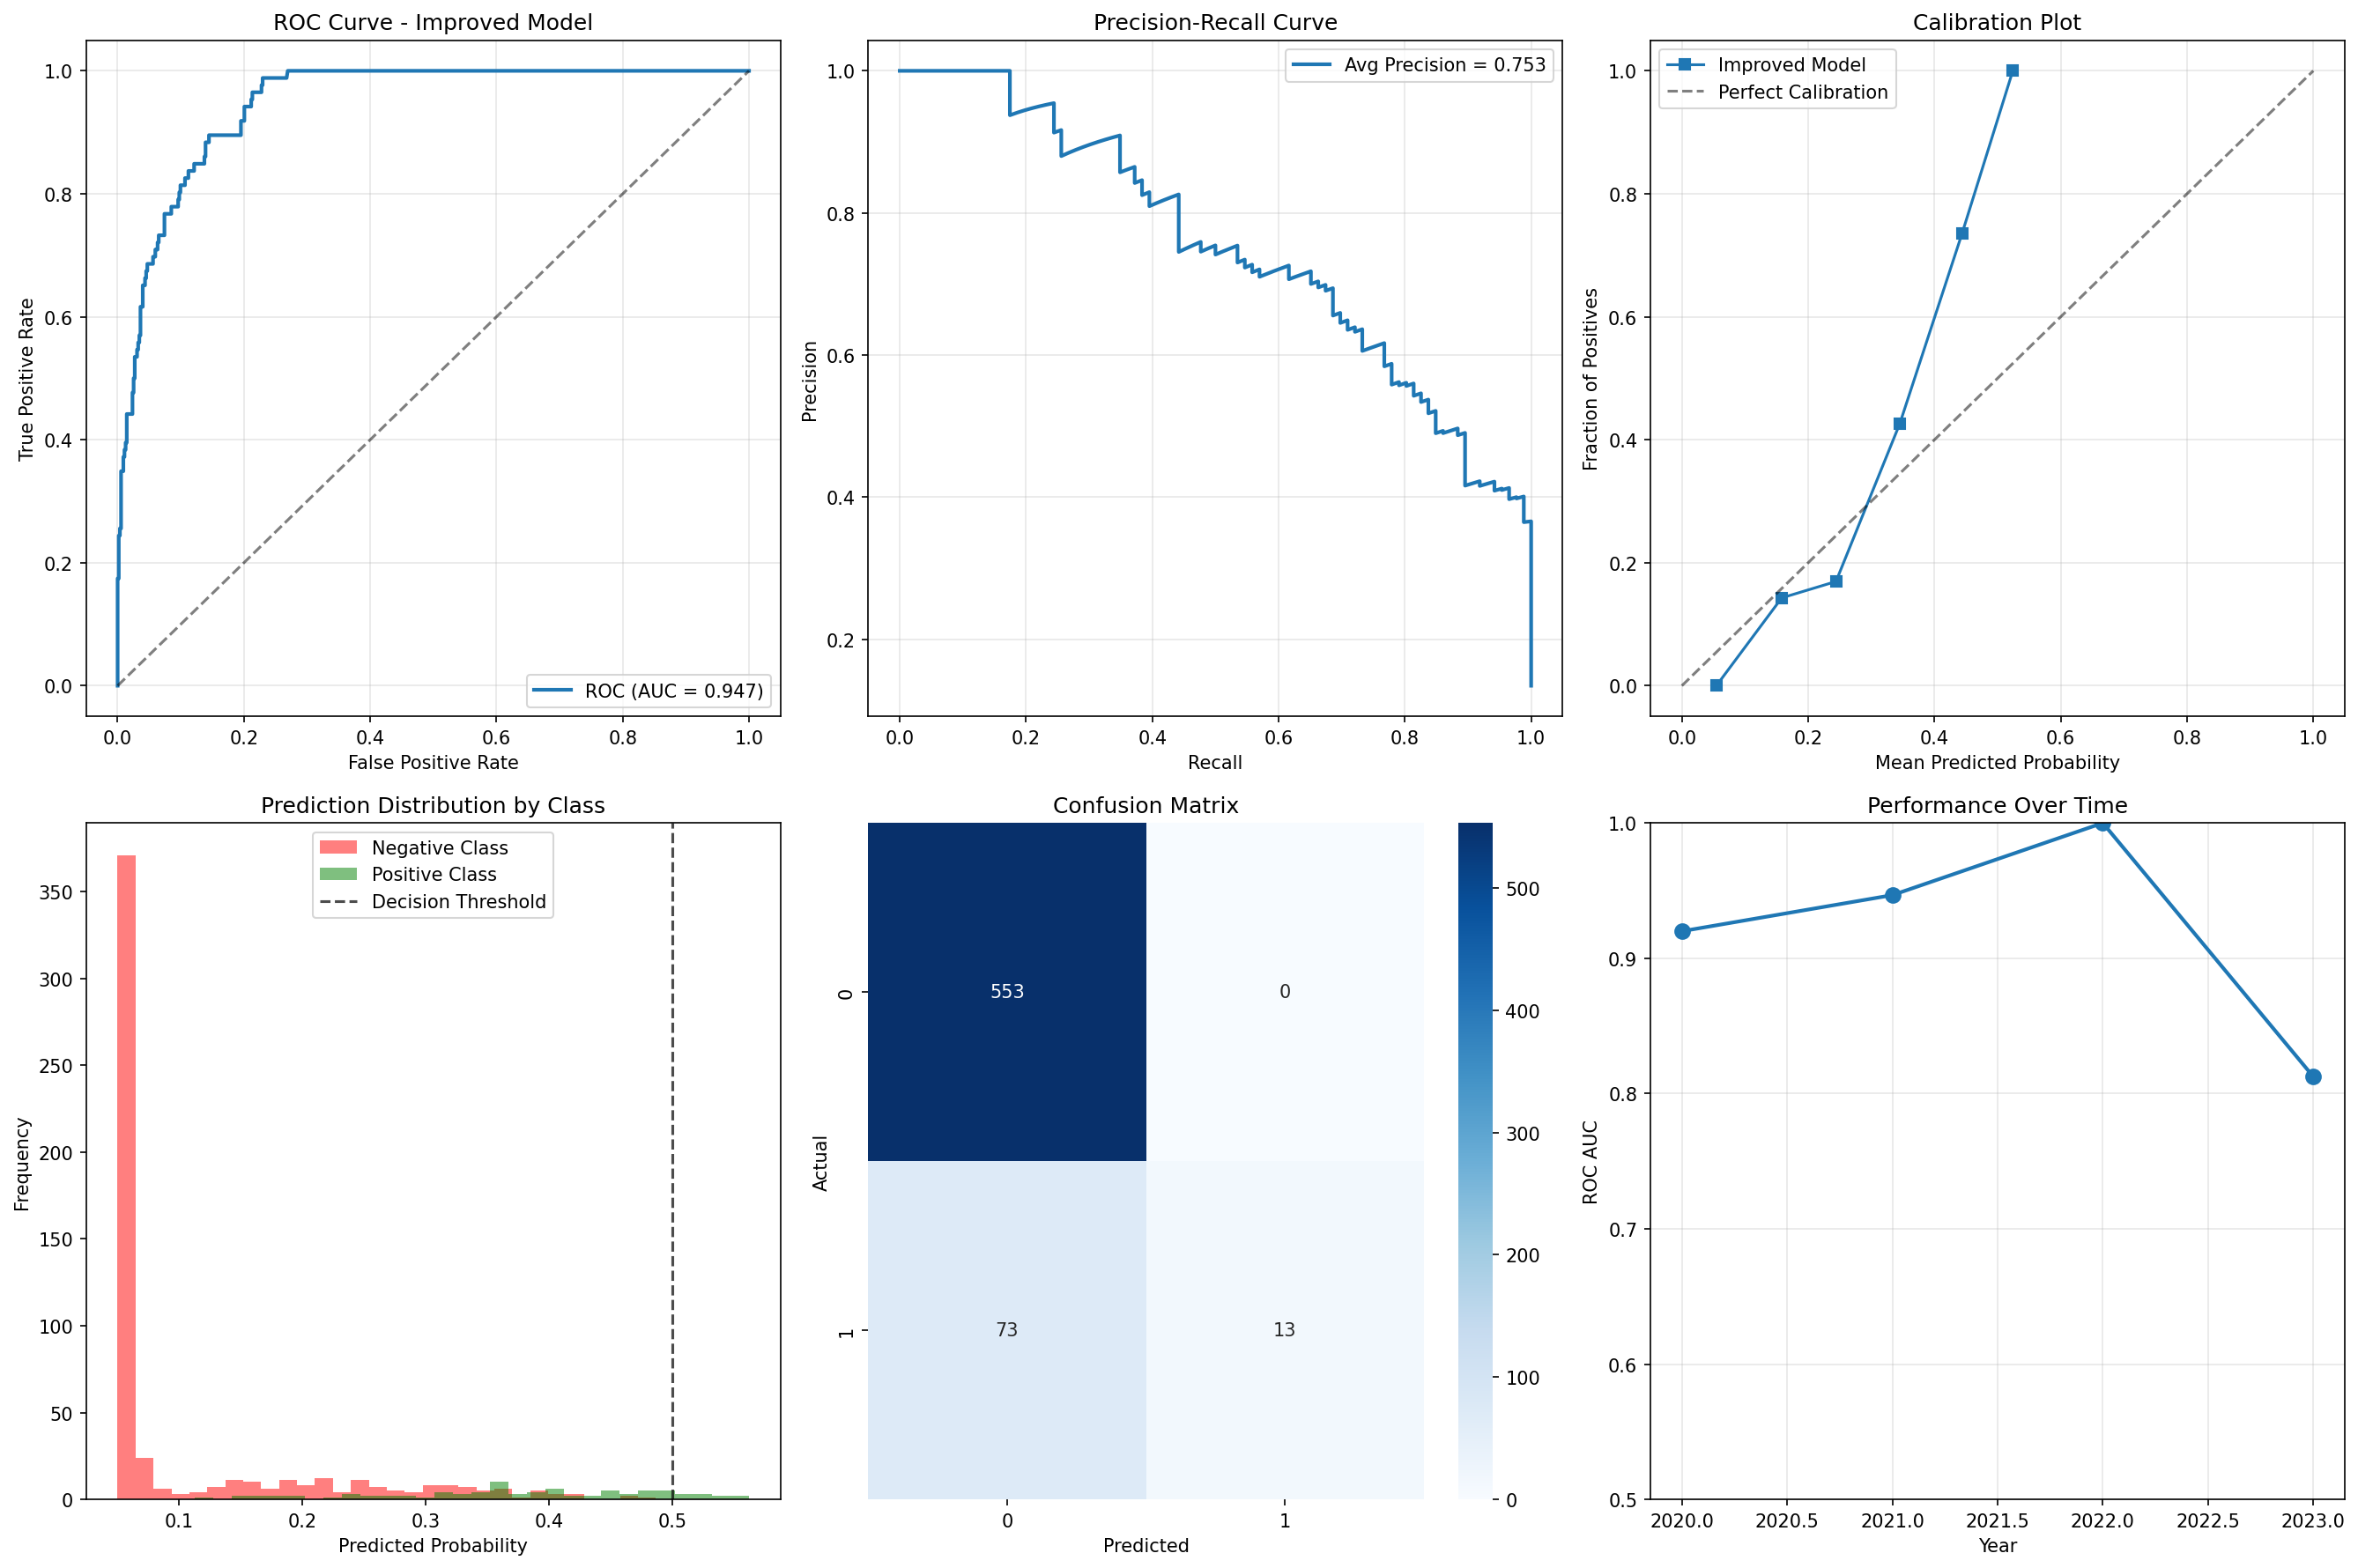 ROC Curve - Improved Model
True Positive Rate
1.0
0.8
0.6
0.4
0.2
0.0
ROC (AUC = 0.947)
0.0 0.2 0.4 0.6 0.8 1.0
False Positive Rate
Precision-Recall Curve
Precision
1.0
0.8
0.6
0.4
0.2
Avg Precision = 0.753
0.0 0.2 0.4 0.6 0.8 1.0
Recall
Calibration Plot
Fraction of Positives
1.0
0.8
0.6
0.4
0.2
0.0
Improved Model
Perfect Calibration
0.0 0.2 0.4 0.6 0.8 1.0
Mean Predicted Probability
Prediction Distribution by Class
Frequency
350
300
250
200
150
100
50
0
Negative Class
Positive Class
Decision Threshold
0.1 0.2 0.3 0.4 0.5
Predicted Probability
Confusion Matrix
Actual
0
1
553 0
73 13
0 1
Predicted
500
400
300
200
100
0
Performance Over Time
ROC AUC
1.0
0.9
0.8
0.7
0.6
0.5
2020.0 2020.5 2021.0 2021.5 2022.0 2022.5 2023.0
Year